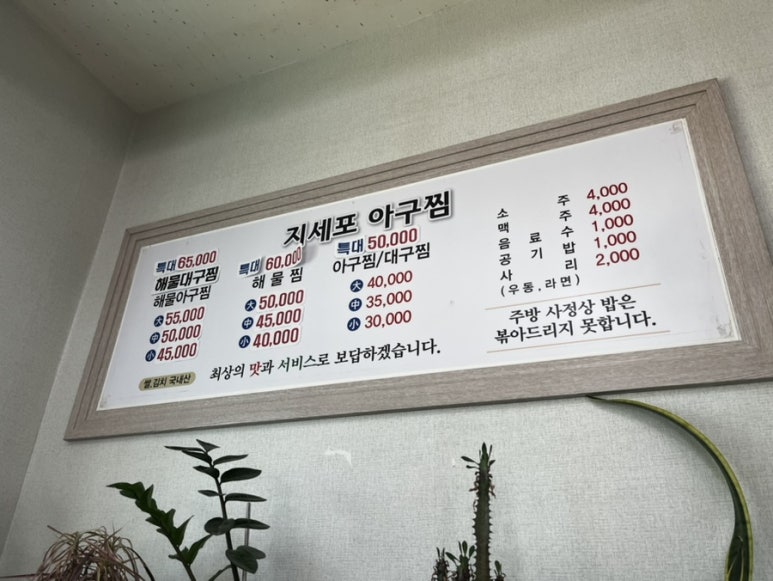 지세포 아구찜
특대 65,000
해물대구찜
해물아구찜
大 55,000
中 50,000
小 45,000
특대 60,000
해물찜
大 50,000
中 45,000
小 40,000
특대 50,000
아구찜/대구찜
大 40,000
中 35,000
小 30,000
소주 4,000
맥주 4,000
음료수 1,000
공기밥 1,000
사리 2,000
(우동,라면)
주방 사정상 밥은
볶아드리지 못합니다.
쌀,김치 국내산
최상의 맛과 서비스로 보답하겠습니다.